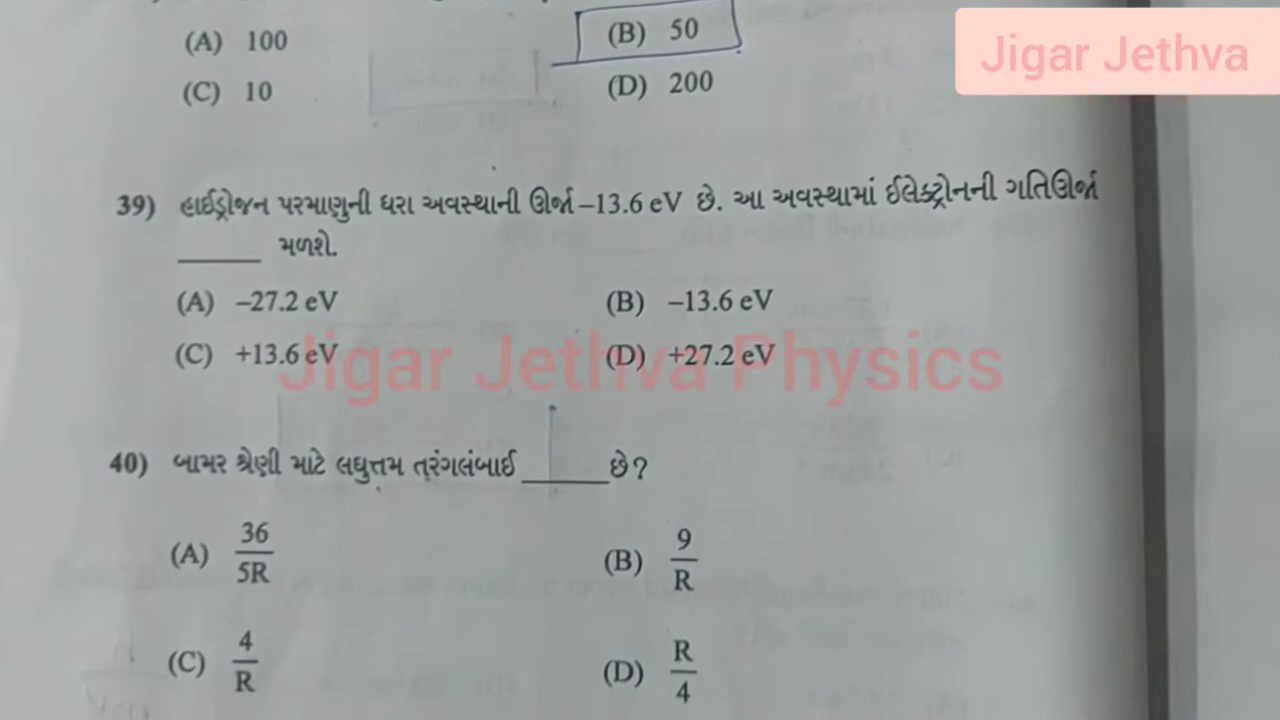 Jigar Jethva
(A) 100
(B) 50
(C) 10
(D) 200
39) હાઈડ્રોજન પરમાણુની ધરા અવસ્થાની ઊર્જા –13.6 eV છે. આ અવસ્થામાં ઈલેક્ટ્રોનની ગતિઊર્જા
______ મળશે.
(A) –27.2 eV
(B) –13.6 eV
(C) +13.6 eV
(D) +27.2 eV
Jigar Jethva Physics
40) બામર શ્રેણી માટે લઘુત્તમ તરંગલંબાઈ ______ છે?
(A) 36/5R
(B) 9/R
(C) 4/R
(D) R/4